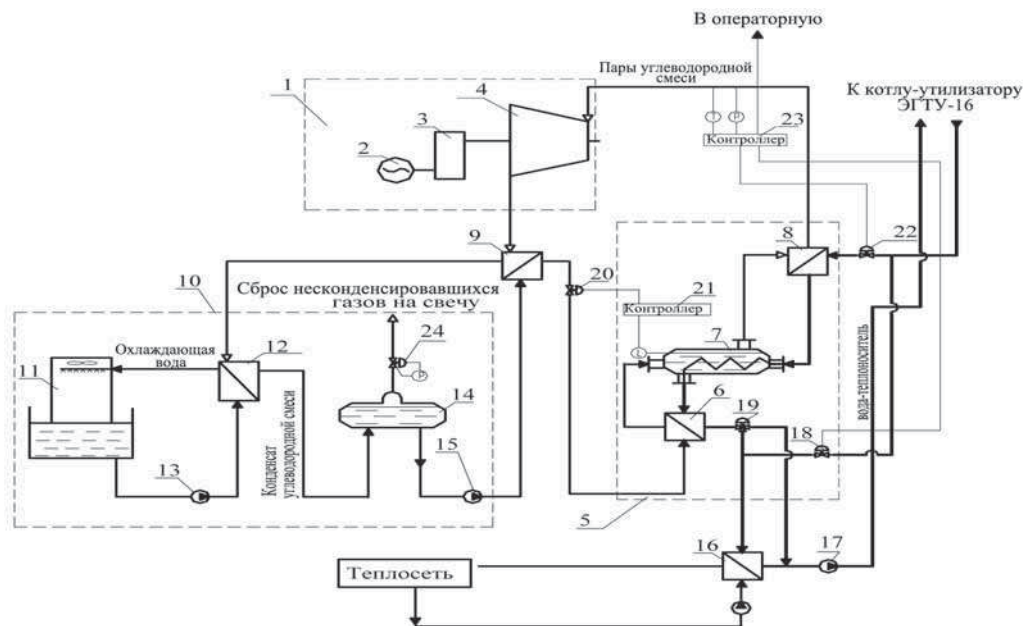 В операторную
Пары углеводородной
смеси
К котлу-утилизатору
ЭГТУ-16
1
2
3
4
T
P
23
Контроллер
9
8
22
10
Сброс несконденсировавшихся
газов на свечу
20
21
Контроллер
24
P
Охлаждающая
вода
11
12
7
L
14
6
19
18
вода-теплоноситель
13
Конденсат
углеводородной смеси
15
5
16
17
Теплосеть